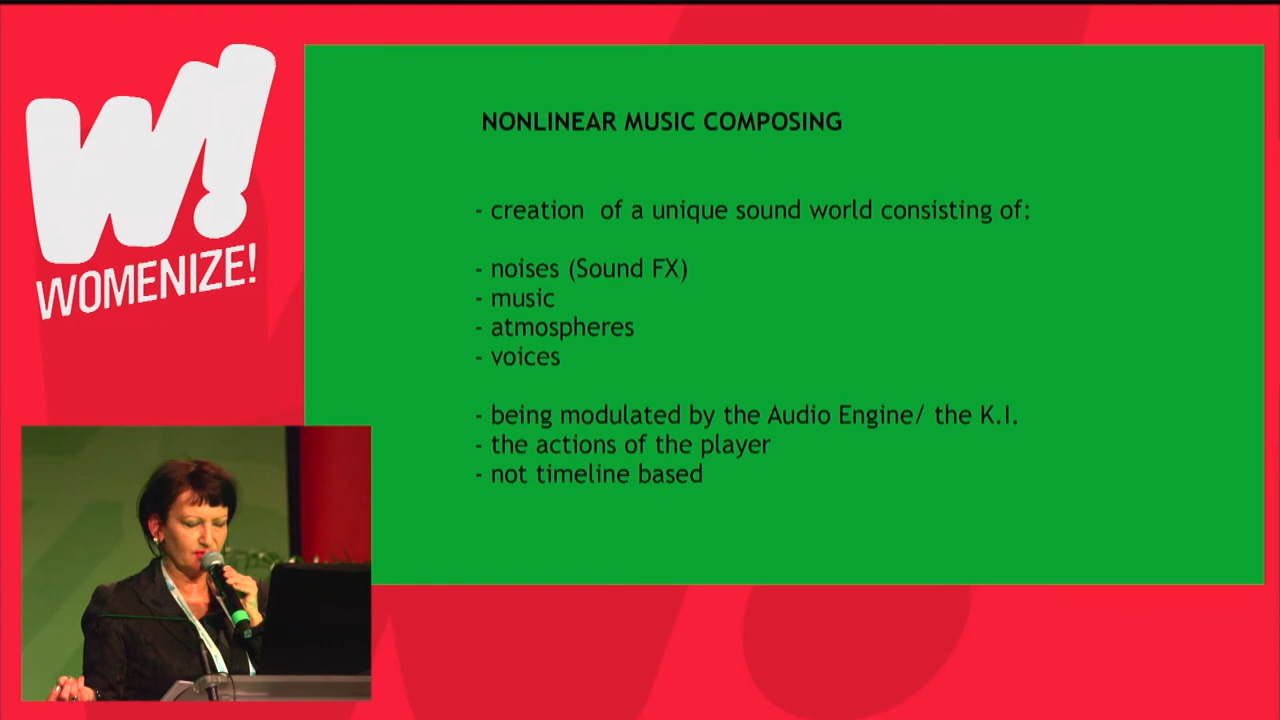 W!
WOMENIZE!
NONLINEAR MUSIC COMPOSING
- creation of a unique sound world consisting of:
- noises (Sound FX)
- music
- atmospheres
- voices
- being modulated by the Audio Engine/ the K.I.
- the actions of the player
- not timeline based